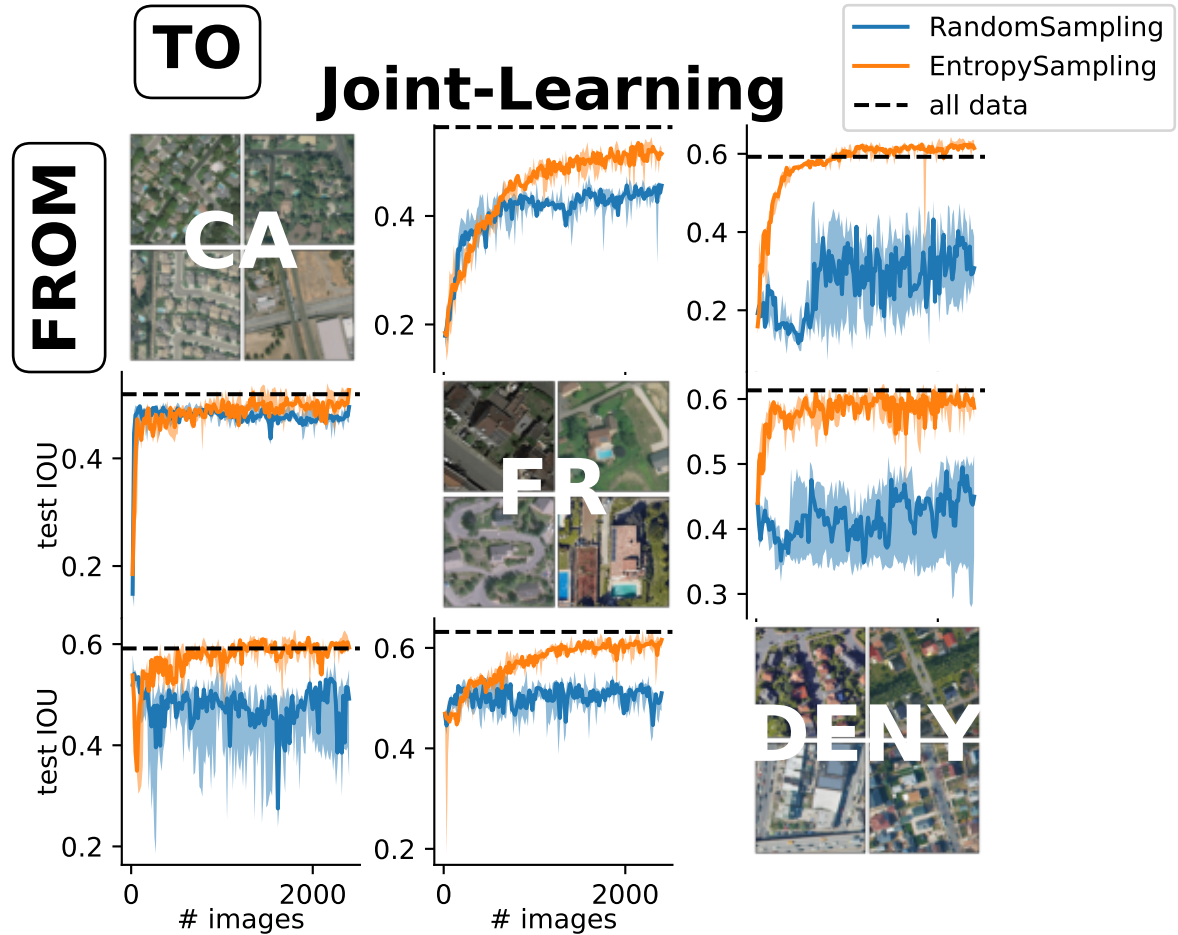 TO
Joint-Learning
RandomSampling
EntropySampling
all data
FROM
CA
0.4
0.2
0.6
0.4
0.2
test IOU
0.4
0.2
FR
0.6
0.5
0.4
0.3
test IOU
0.6
0.4
0.2
0 2000
# images
0.6
0.4
0.2
0 2000
# images
DENY